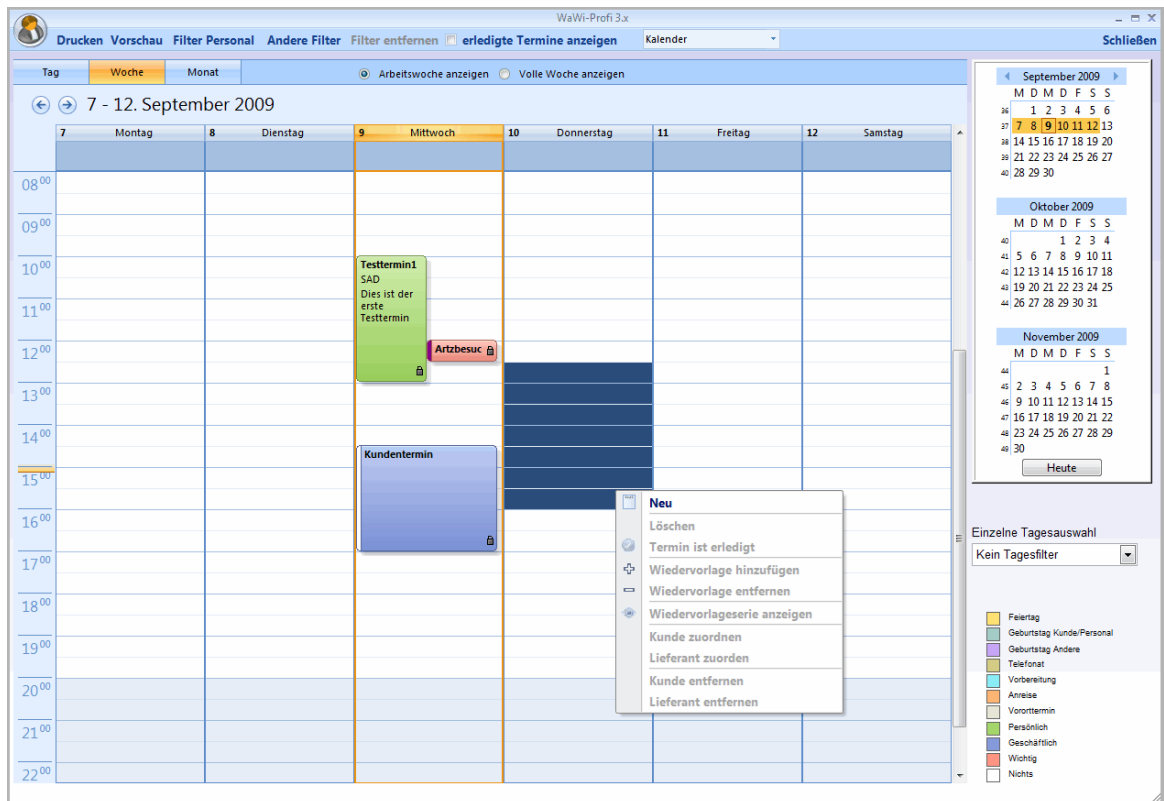 WaWi-Profi 3.x
Drucken Vorschau Filter Personal Andere Filter Filter entfernen erledigte Termine anzeigen Kalender Schließen
Tag Woche Monat Arbeitswoche anzeigen Volle Woche anzeigen
7 - 12. September 2009
7 Montag 8 Dienstag 9 Mittwoch 10 Donnerstag 11 Freitag 12 Samstag
08 00
09 00
10 00
11 00
12 00
13 00
14 00
15 00
16 00
17 00
18 00
19 00
20 00
21 00
22 00
Testtermin1
SAD
Dies ist der
erste
Testtermin
Artzbesuc
Kundentermin
Neu
Löschen
Termin ist erledigt
Wiedervorlage hinzufügen
Wiedervorlage entfernen
Wiedervorlageserie anzeigen
Kunde zuordnen
Lieferant zuorden
Kunde entfernen
Lieferant entfernen
September 2009
M D M D F S S
36 1 2 3 4 5 6
37 7 8 9 10 11 12 13
38 14 15 16 17 18 19 20
39 21 22 23 24 25 26 27
40 28 29 30
Oktober 2009
M D M D F S S
40 1 2 3 4
41 5 6 7 8 9 10 11
42 12 13 14 15 16 17 18
43 19 20 21 22 23 24 25
44 26 27 28 29 30 31
November 2009
M D M D F S S
44 1
45 2 3 4 5 6 7 8
46 9 10 11 12 13 14 15
47 16 17 18 19 20 21 22
48 23 24 25 26 27 28 29
49 30
Heute
Einzelne Tagesauswahl
Kein Tagesfilter
Feiertag
Geburtstag Kunde/Personal
Geburtstag Andere
Telefonat
Vorbereitung
Anreise
Vororttermin
Persönlich
Geschäftlich
Wichtig
Nichts